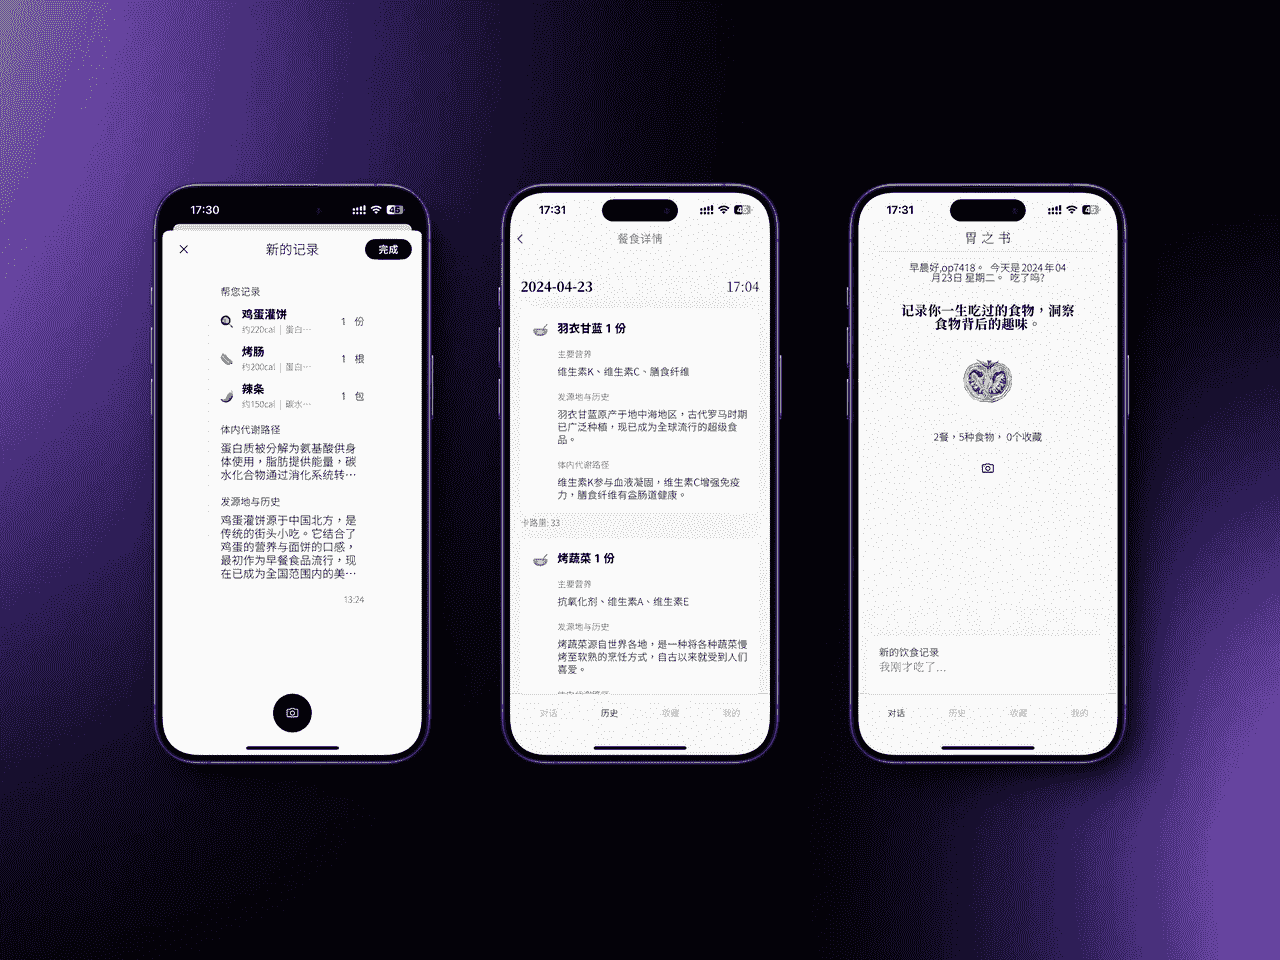 17:30
45
新的记录
完成
帮您记录
鸡蛋灌饼
约220cal | 蛋白…
1 份
烤肠
约200cal | 蛋白…
1 根
辣条
约150cal | 碳水…
1 包
体内代谢路径
蛋白质被分解为氨基酸供身
体使用，脂肪提供能量，碳
水化合物通过消化系统转…
发源地与历史
鸡蛋灌饼源于中国北方，是
传统的街头小吃。它结合了
鸡蛋的营养与面饼的口感，
最初作为早餐食品流行，现
在已成为全国范围内的美…
13:24
17:31
45
餐食详情
2024-04-23
17:04
羽衣甘蓝 1 份
主要营养
维生素K、维生素C、膳食纤维
发源地与历史
羽衣甘蓝原产于地中海地区，古代罗马时期
已广泛种植，现已成为全球流行的超级食
品。
体内代谢路径
维生素K参与血液凝固，维生素C增强免疫
力，膳食纤维有益肠道健康。
卡路里: 33
烤蔬菜 1 份
主要营养
抗氧化剂、维生素A、维生素E
发源地与历史
烤蔬菜源自世界各地，是一种将各种蔬菜慢
烤至软熟的烹饪方式，自古以来就受到人们
喜爱。
体内代谢路径
对话
历史
收藏
我的
17:31
45
胃之书
早晨好,op7418。 今天是2024年04
月23日 星期二。 吃了吗?
记录你一生吃过的食物，洞察
食物背后的趣味。
2餐，5种食物， 0个收藏
新的饮食记录
我刚才吃了...
对话
历史
收藏
我的